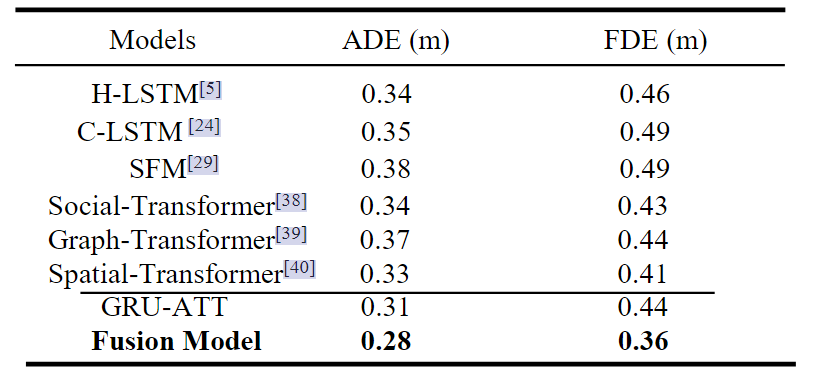 Models ADE (m) FDE (m)
H-LSTM[5] 0.34 0.46
C-LSTM [24] 0.35 0.49
SFM[29] 0.38 0.49
Social-Transformer[38] 0.34 0.43
Graph-Transformer[39] 0.37 0.44
Spatial-Transformer[40] 0.33 0.41
GRU-ATT 0.31 0.44
Fusion Model 0.28 0.36